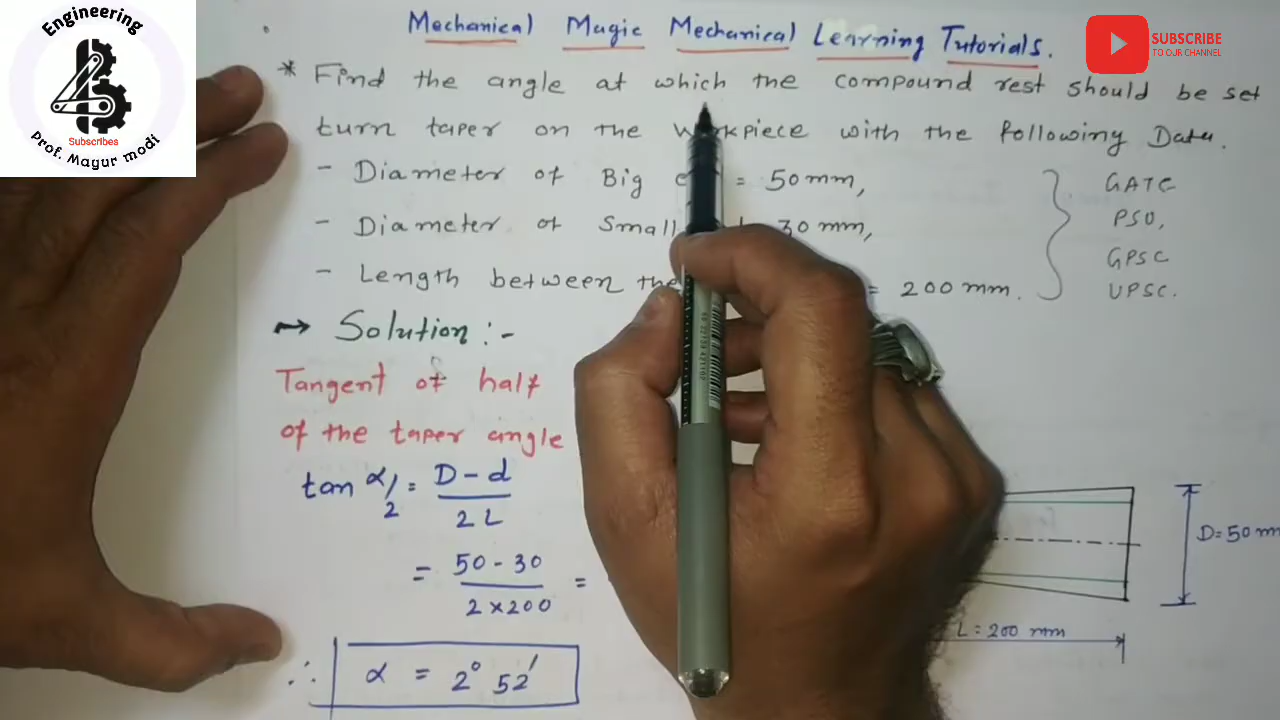 Engineering
Subscribes
Prof. Mayur modi
SUBSCRIBE
TO OUR CHANNEL
Mechanical Magic Mechanical Learning Tutorials.
* Find the angle at which the compound rest should be set
turn taper on the workpiece with the following Data.
- Diameter of Big = 50 mm,
- Diameter of Small 30 mm,
- Length between the = 200 mm.
GATE
PSU,
GPSC
UPSC.
→ Solution :-
Tangent of half
of the taper angle
tan α/2 = D - d
2 L
= 50 - 30
2 × 200 =
∴ α = 2° 52'
D = 50 mm
L = 200 mm